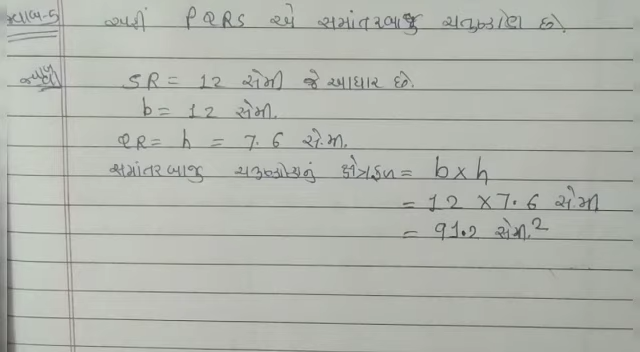 જવાબ-5 અહીં PQRS એ સમાંતરબાજુ ચતુષ્કોણ છે.
SR = 12 સેમી જે આધાર છે.
b = 12 સેમી.
QR = h = 7.6 સે.મી.
સમાંતરબાજુ ચતુષ્કોણનું ક્ષેત્રફળ = b x h
= 12 x 7.6 સેમી
= 91.2 સેમી.²